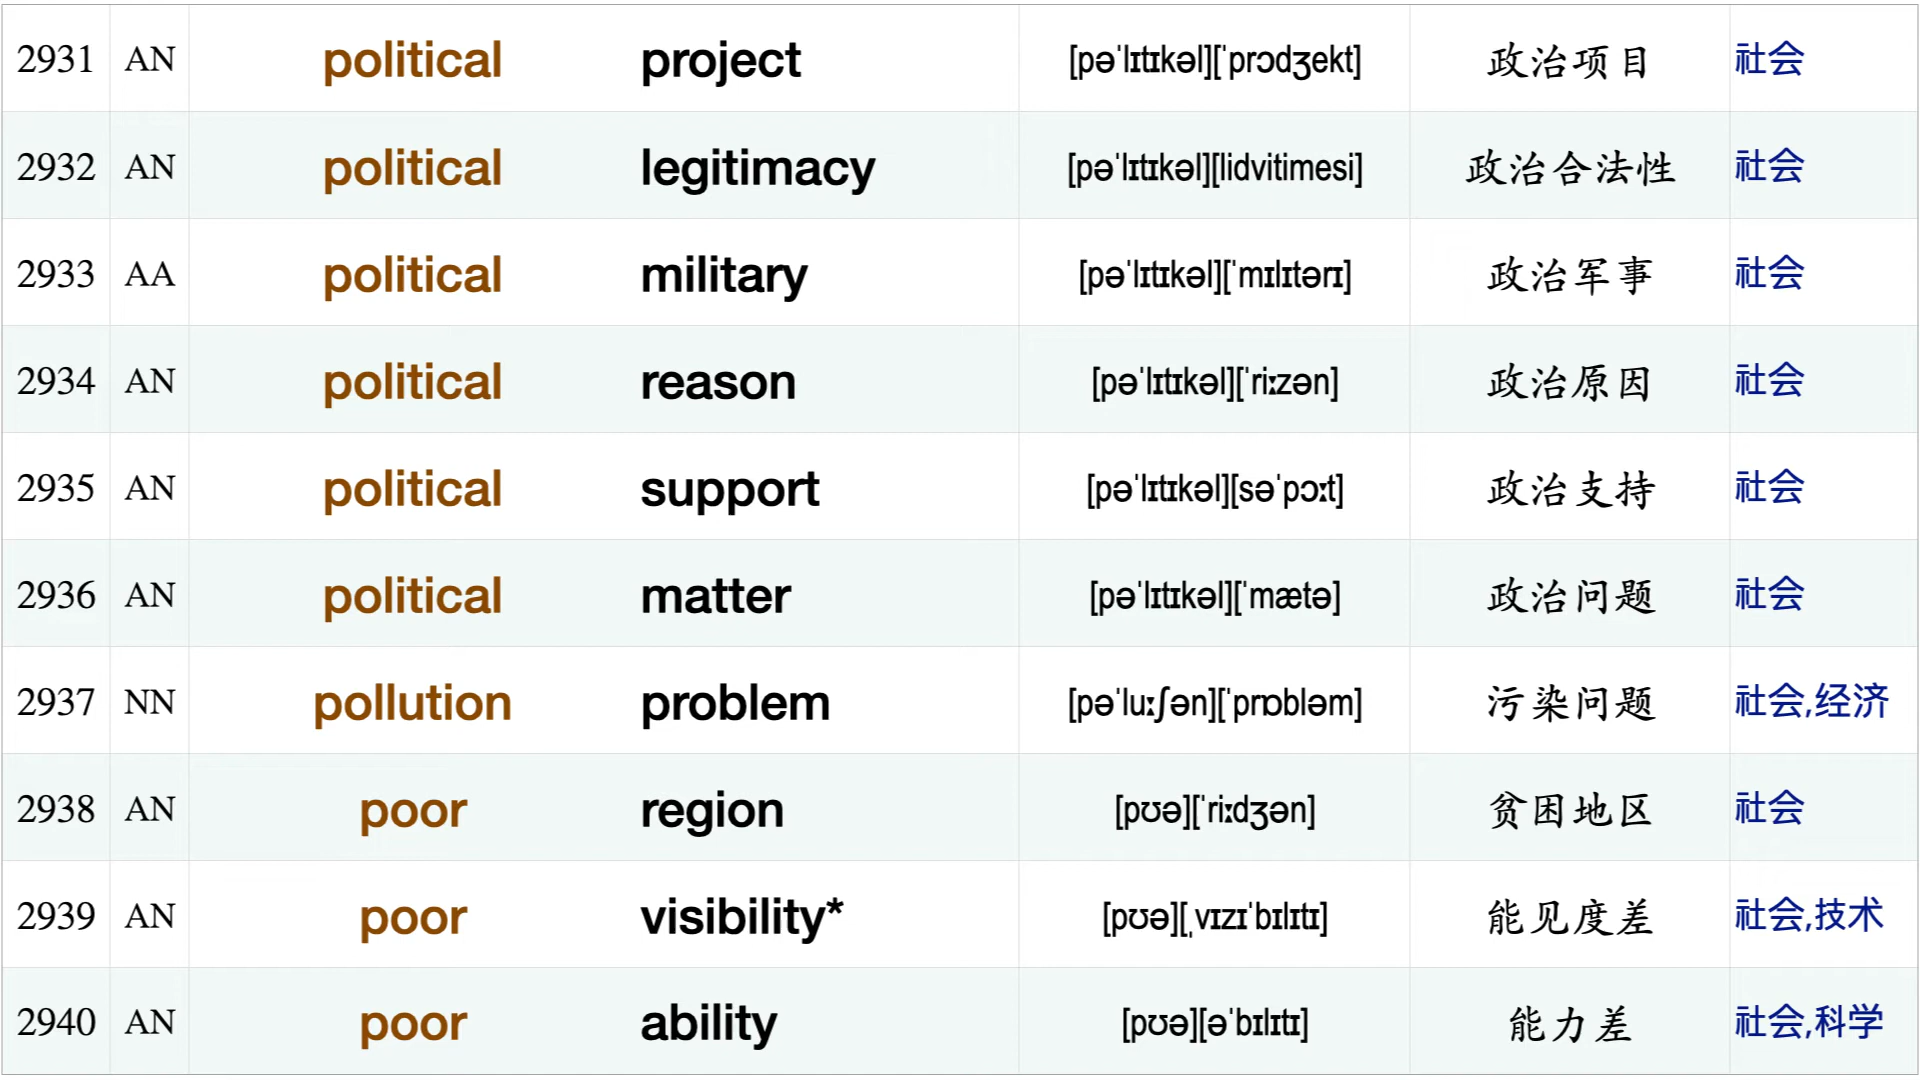 2931 AN political project [pəˈlɪtɪkəl][ˈprɔdʒekt] 政治项目 社会
2932 AN political legitimacy [pəˈlɪtɪkəl][lidvitimesi] 政治合法性 社会
2933 AA political military [pəˈlɪtɪkəl][ˈmɪlɪtərɪ] 政治军事 社会
2934 AN political reason [pəˈlɪtɪkəl][ˈriːzən] 政治原因 社会
2935 AN political support [pəˈlɪtɪkəl][səˈpɔːt] 政治支持 社会
2936 AN political matter [pəˈlɪtɪkəl][ˈmætə] 政治问题 社会
2937 NN pollution problem [pəˈluːʃən][ˈprɒbləm] 污染问题 社会,经济
2938 AN poor region [pʊə][ˈriːdʒən] 贫困地区 社会
2939 AN poor visibility* [pʊə][ˌvɪzɪˈbɪlɪtɪ] 能见度差 社会,技术
2940 AN poor ability [pʊə][əˈbɪlɪtɪ] 能力差 社会,科学